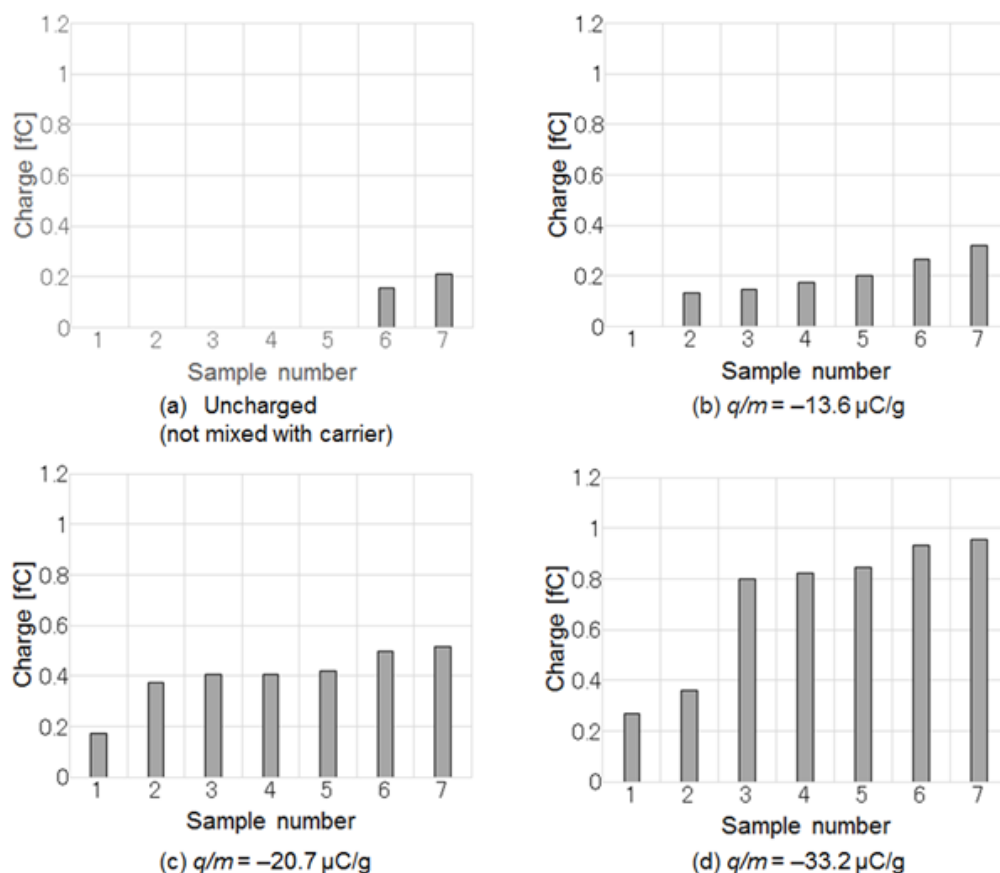 1.2
1
0.8
0.6
0.4
0.2
0
Charge [fC]
1 2 3 4 5 6 7
Sample number
(a) Uncharged
(not mixed with carrier)
1.2
1
0.8
0.6
0.4
0.2
0
Charge [fC]
1 2 3 4 5 6 7
Sample number
(b) q/m = –13.6 µC/g
1.2
1
0.8
0.6
0.4
0.2
0
Charge [fC]
1 2 3 4 5 6 7
Sample number
(c) q/m = –20.7 µC/g
1.2
1
0.8
0.6
0.4
0.2
0
Charge [fC]
1 2 3 4 5 6 7
Sample number
(d) q/m = –33.2 µC/g